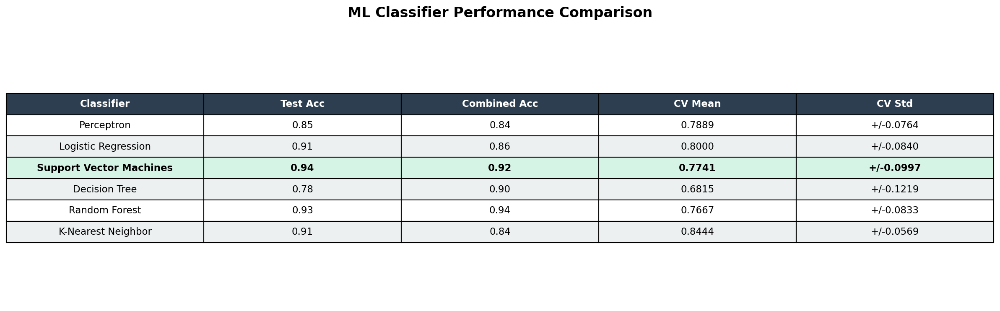 ML Classifier Performance Comparison
Classifier Test Acc Combined Acc CV Mean CV Std
Perceptron 0.85 0.84 0.7889 +/-0.0764
Logistic Regression 0.91 0.86 0.8000 +/-0.0840
Support Vector Machines 0.94 0.92 0.7741 +/-0.0997
Decision Tree 0.78 0.90 0.6815 +/-0.1219
Random Forest 0.93 0.94 0.7667 +/-0.0833
K-Nearest Neighbor 0.91 0.84 0.8444 +/-0.0569